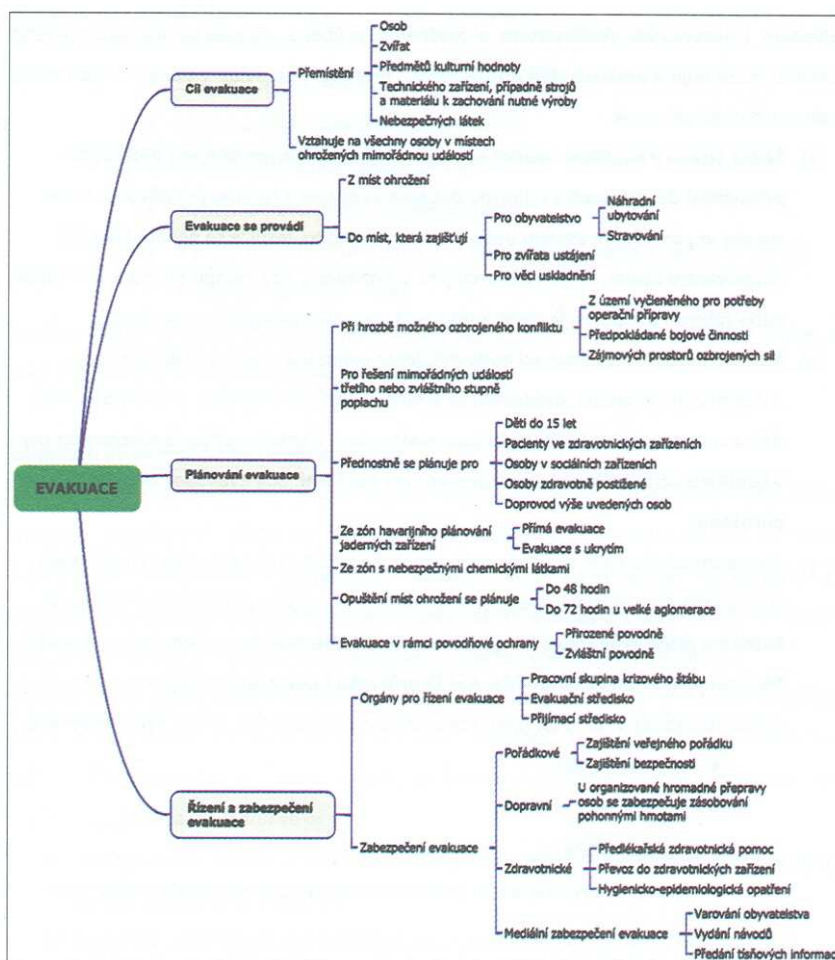 EVAKUACE
Cíl evakuace
Přemístění
Osob
Zvířat
Předmětů kulturní hodnoty
Technického zařízení, případně strojů
a materiálu k zachování nutné výroby
Nebezpečných látek
Vztahuje na všechny osoby v místech
ohrožených mimořádnou událostí
Evakuace se provádí
Z míst ohrožení
Do míst, která zajišťují
Pro obyvatelstvo
Náhradní
ubytování
Stravování
Pro zvířata ustájení
Pro věci uskladnění
Plánování evakuace
Při hrozbě možného ozbrojeného konfliktu
Z území vyčleněného pro potřeby
operační přípravy
Předpokládané bojové činnosti
Zájmových prostorů ozbrojených sil
Pro řešení mimořádných událostí
třetího nebo zvláštního stupně
poplachu
Přednostně se plánuje pro
Děti do 15 let
Pacienty ve zdravotnických zařízeních
Osoby v sociálních zařízeních
Osoby zdravotně postižené
Doprovod výše uvedených osob
Ze zón havarijního plánování
jaderných zařízení
Přímá evakuace
Evakuace s ukrytím
Ze zón s nebezpečnými chemickými látkami
Opuštění míst ohrožení se plánuje
Do 48 hodin
Do 72 hodin u velké aglomerace
Evakuace v rámci povodňové ochrany
Přirozené povodně
Zvláštní povodně
Řízení a zabezpečení
evakuace
Orgány pro řízení evakuace
Pracovní skupina krizového štábu
Evakuační středisko
Přijímací středisko
Zabezpečení evakuace
Pořádkové
Zajištění veřejného pořádku
Zajištění bezpečnosti
Dopravní
U organizované hromadné přepravy
osob se zabezpečuje zásobování
pohonnými hmotami
Zdravotnické
Předlékařská zdravotnická pomoc
Převoz do zdravotnických zařízení
Hygienicko-epidemiologická opatření
Mediální zabezpečení evakuace
Varování obyvatelstva
Vydání návodů
Předání tísňových informac